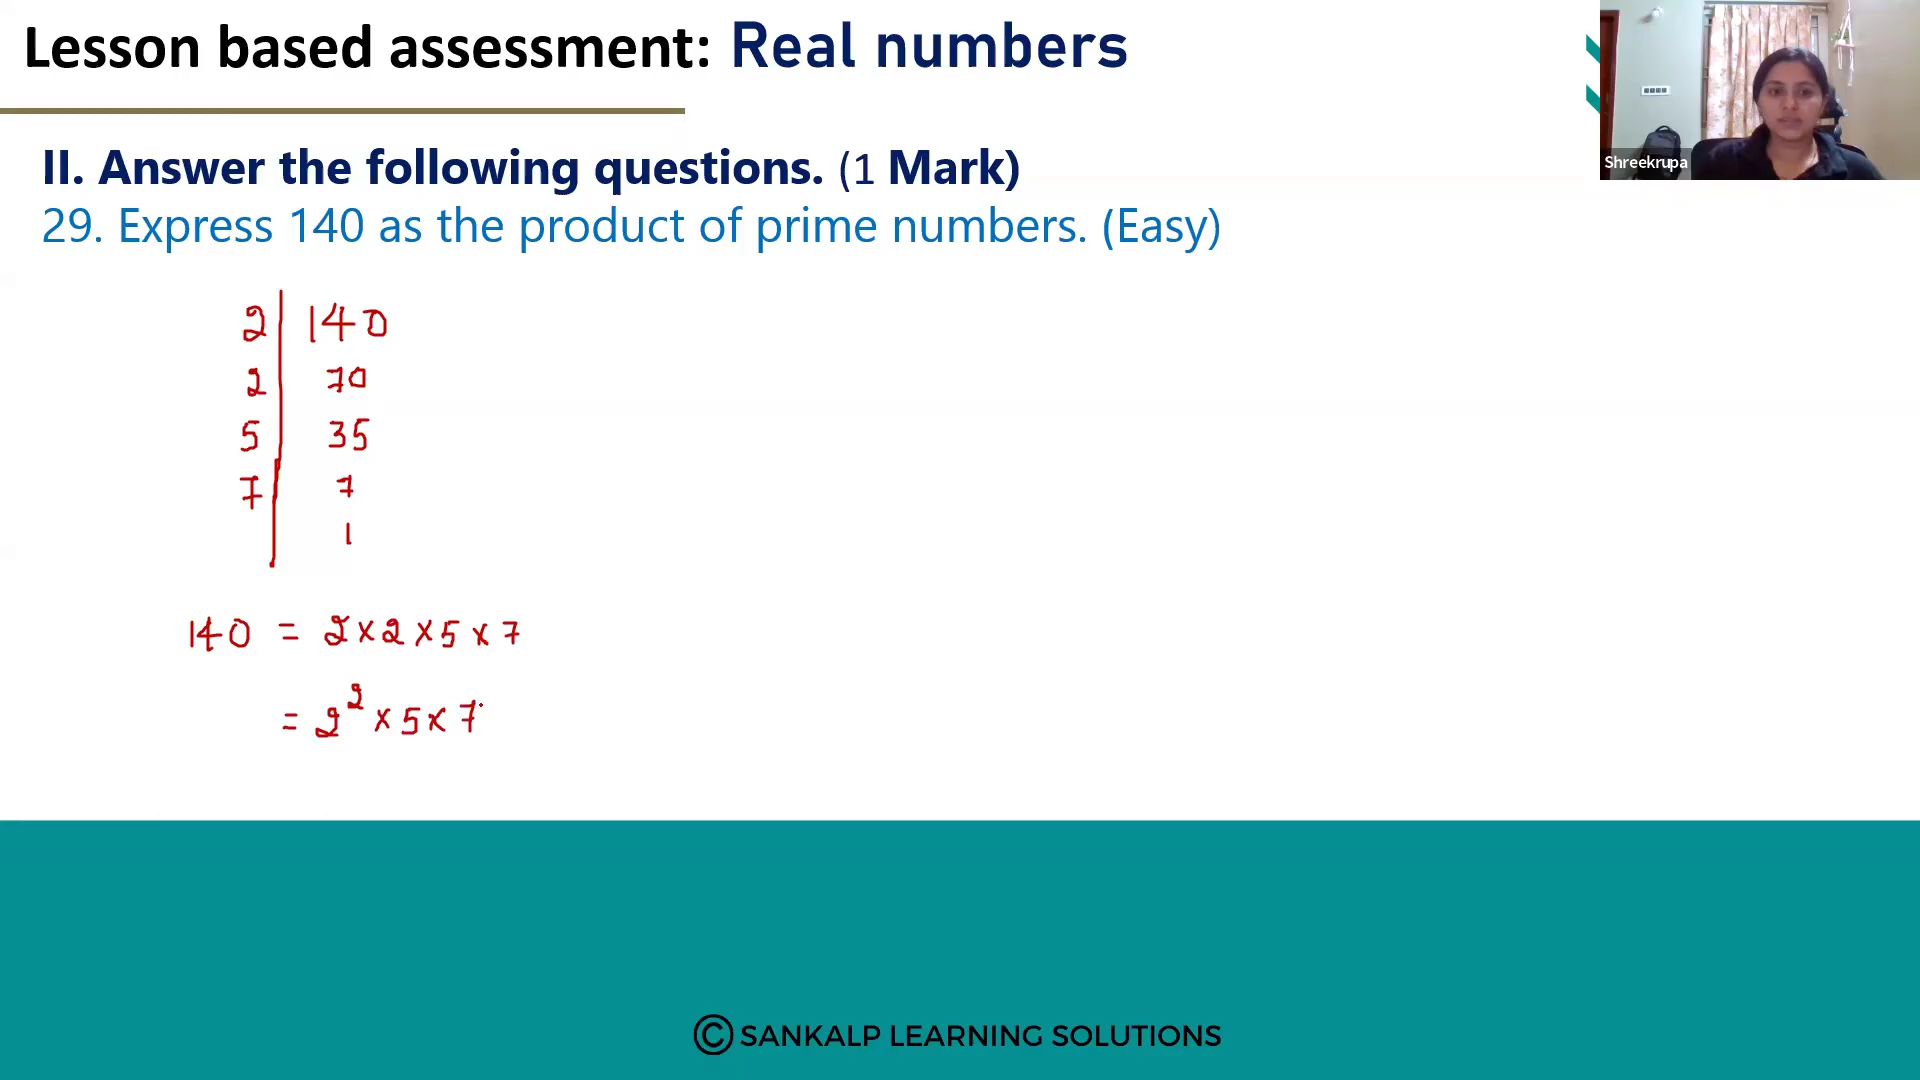 Lesson based assessment: Real numbers
Shreekrupa
II. Answer the following questions. (1 Mark)
29. Express 140 as the product of prime numbers. (Easy)
2 | 140
2 | 70
5 | 35
7 | 7
| 1
140 = 2 × 2 × 5 × 7
= 2² × 5 × 7
© SANKALP LEARNING SOLUTIONS